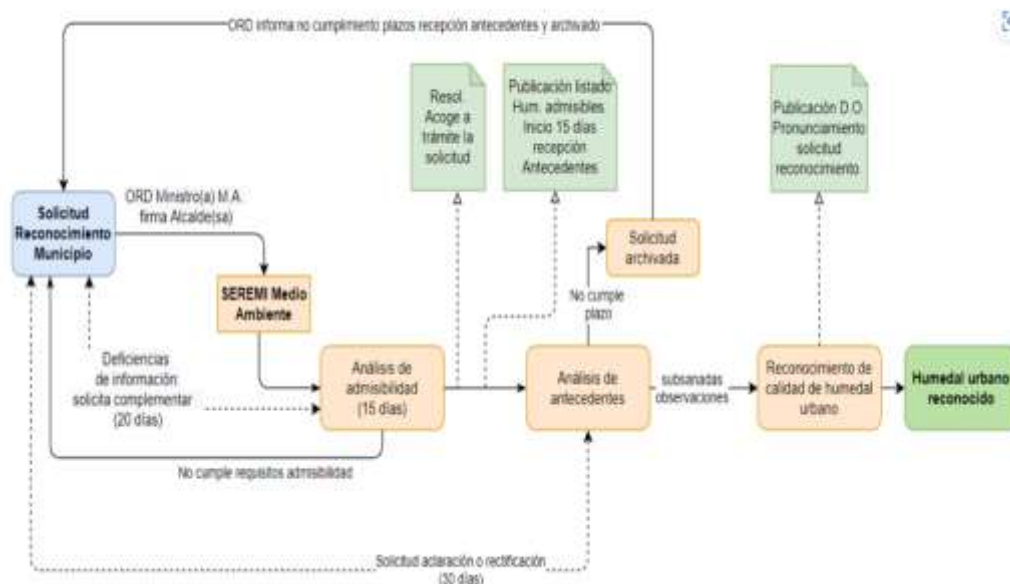 ORD informa no cumplimiento plazos recepción antecedentes y archivado
Resol.
Acoge a
trámite la
solicitud
Publicación listado
Hum. admisibles
Inicio 15 días
recepción
Antecedentes
Publicación D.O
Pronunciamiento
solicitud
reconocimiento
Solicitud
Reconocimiento
Municipio
ORD Ministro(a) M.A.
firma Alcalde(sa)
Solicitud
archivada
SEREMI Medio
Ambiente
No cumple
plazo
Deficiencias
de información:
solicita complementar
(20 días)
Análisis de
admisibilidad
(15 días)
Análisis de
antecedentes
subsanadas
observaciones
Reconocimiento de
calidad de humedal
urbano
Humedal urbano
reconocido
No cumple requisitos admisibilidad
Solicitud aclaración o rectificación
(30 días)